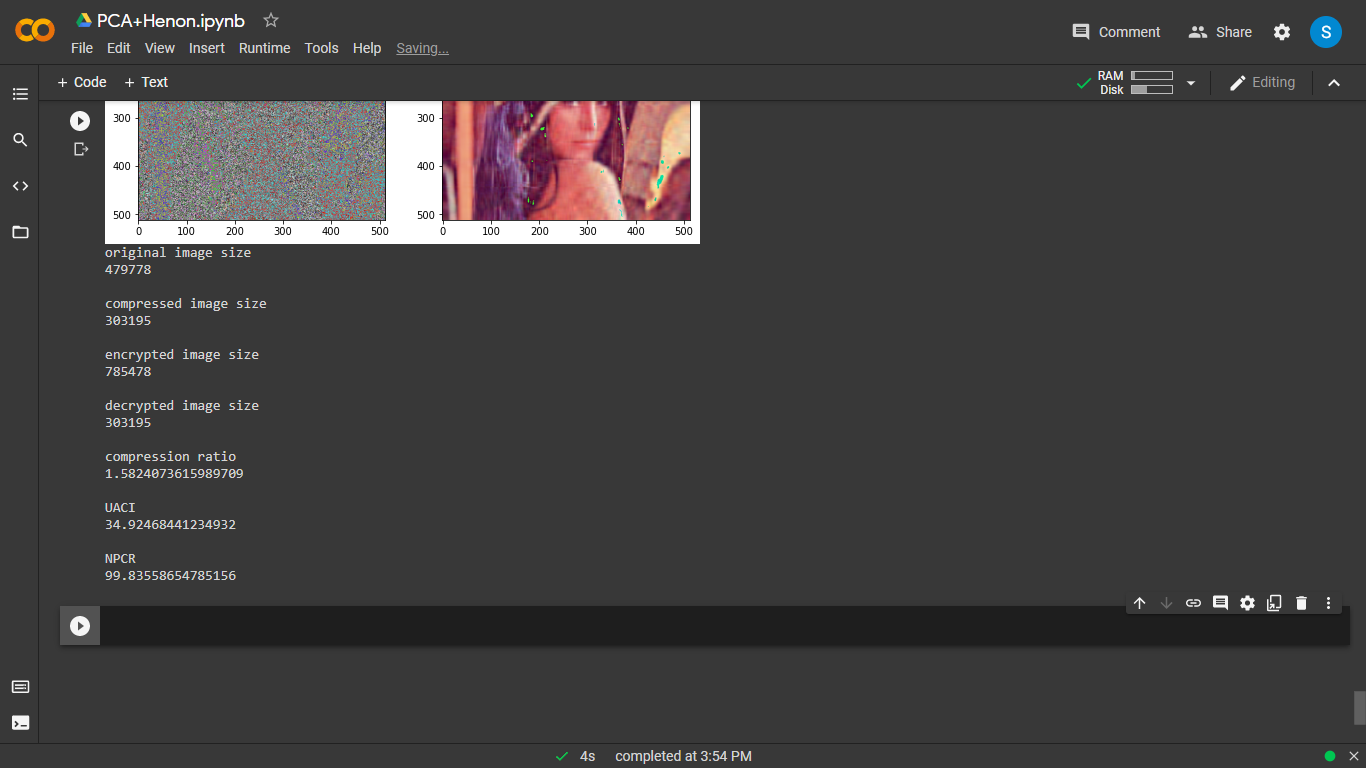 PCA+Henon.ipynb
File Edit View Insert Runtime Tools Help Saving...
Comment Share S
+ Code + Text
RAM
Disk
Editing
300 300
400 400
500 500
0 100 200 300 400 500 0 100 200 300 400 500
original image size
479778
compressed image size
303195
encrypted image size
785478
decrypted image size
303195
compression ratio
1.5824073615989709
UACI
34.92468441234932
NPCR
99.83558654785156
4s completed at 3:54 PM